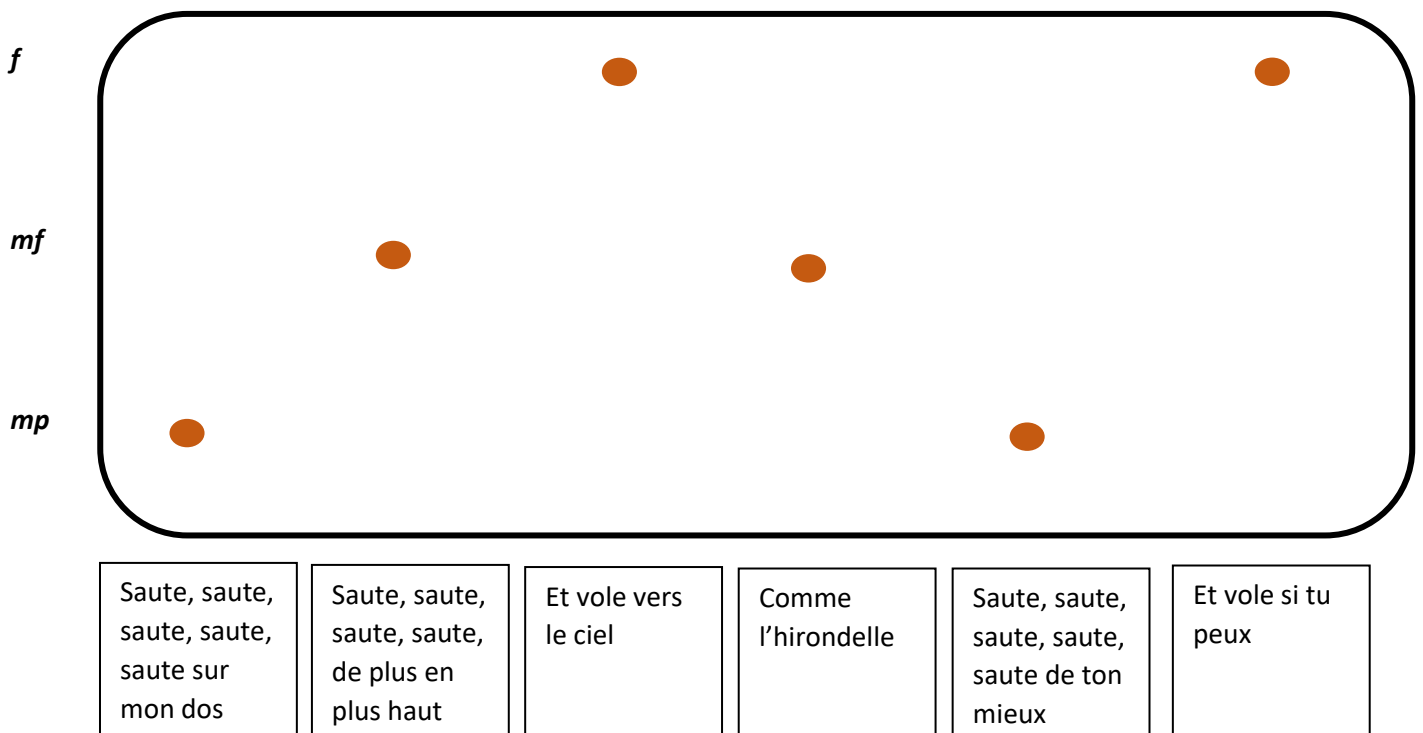 f
mf
mp
Saute, saute,
saute, saute,
saute sur
mon dos
Saute, saute,
saute, saute,
de plus en
plus haut
Et vole vers
le ciel
Comme
l’hirondelle
Saute, saute,
saute, saute,
saute de ton
mieux
Et vole si tu
peux